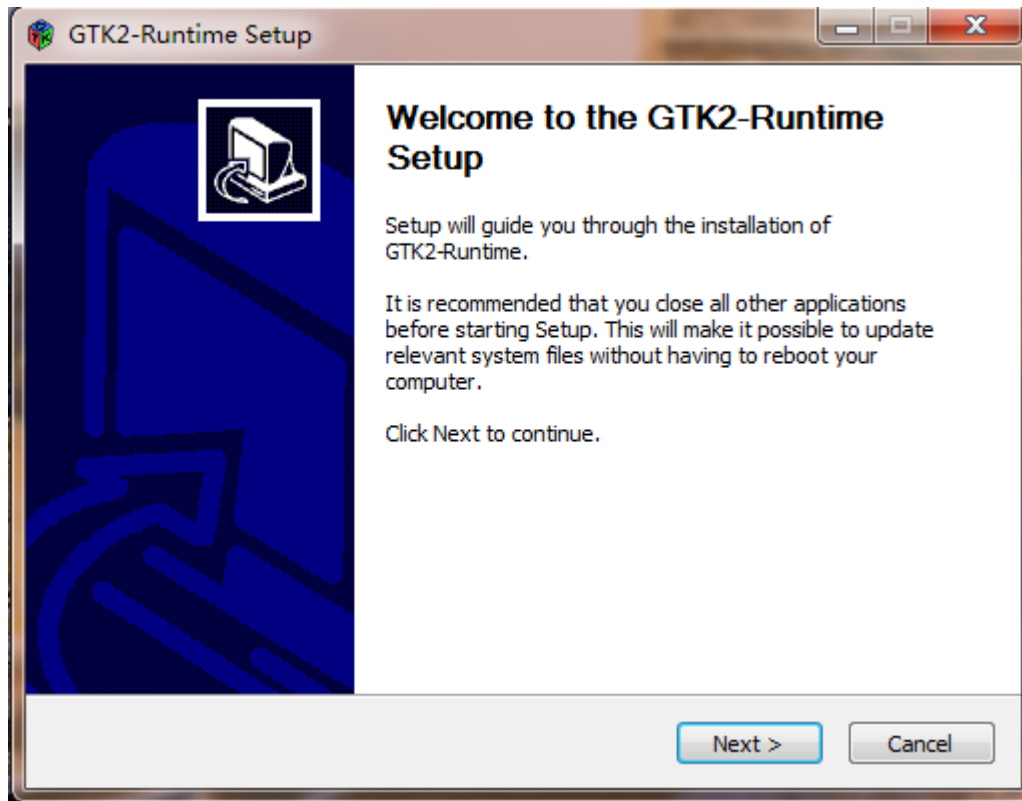 GTK2-Runtime Setup
Welcome to the GTK2-Runtime
Setup
Setup will guide you through the installation of
GTK2-Runtime.
It is recommended that you close all other applications
before starting Setup. This will make it possible to update
relevant system files without having to reboot your
computer.
Click Next to continue.
Next >
Cancel